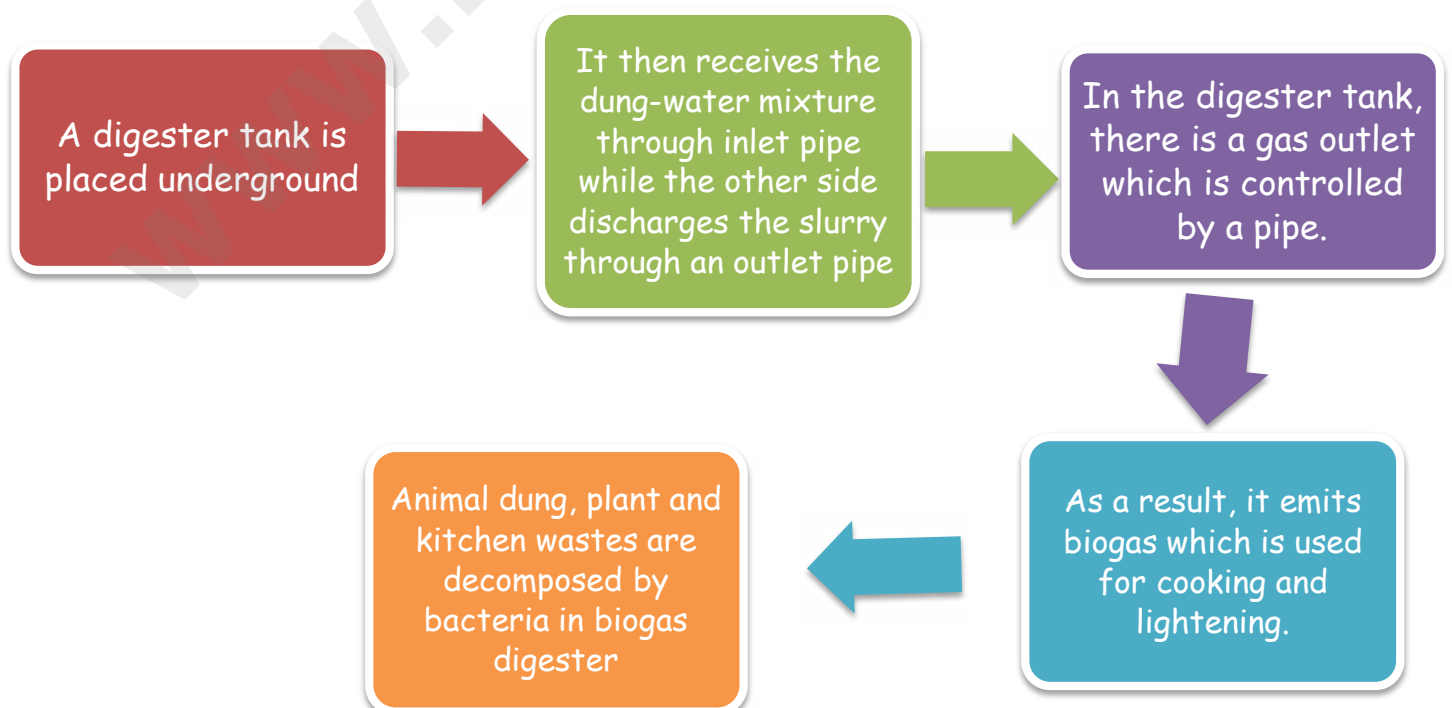 A digester tank is
placed underground
It then receives the
dung-water mixture
through inlet pipe
while the other side
discharges the slurry
through an outlet pipe
In the digester tank,
there is a gas outlet
which is controlled
by a pipe.
As a result, it emits
biogas which is used
for cooking and
lightening.
Animal dung, plant and
kitchen wastes are
decomposed by
bacteria in biogas
digester
www.